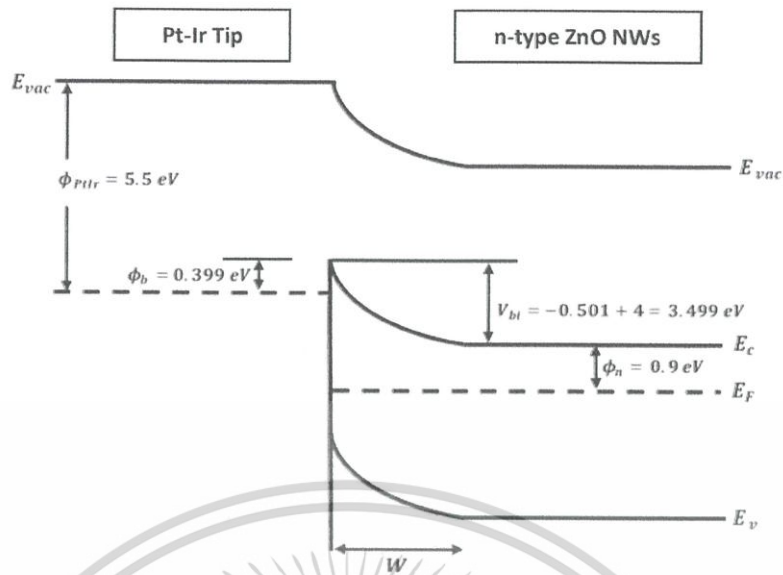 Pt-Ir Tip
n-type ZnO NWs
E_vac
E_vac
ϕ_PtIr = 5.5 eV
ϕ_b = 0.399 eV
V_bi = −0.501 + 4 = 3.499 eV
E_c
ϕ_n = 0.9 eV
E_F
E_v
W